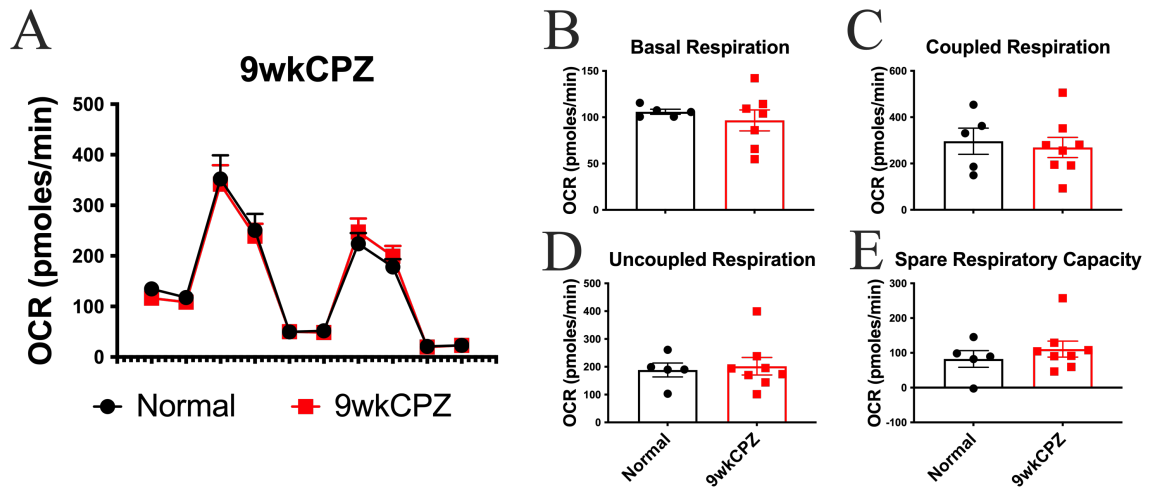 A
9wkCPZ
OCR (pmoles/min)
500
400
300
200
100
0
Normal
9wkCPZ
B
Basal Respiration
OCR (pmoles/min)
150
100
50
0
C
Coupled Respiration
OCR (pmoles/min)
600
400
200
0
D
Uncoupled Respiration
OCR (pmoles/min)
500
400
300
200
100
0
Normal
9wkCPZ
E
Spare Respiratory Capacity
OCR (pmoles/min)
300
200
100
0
-100
Normal
9wkCPZ